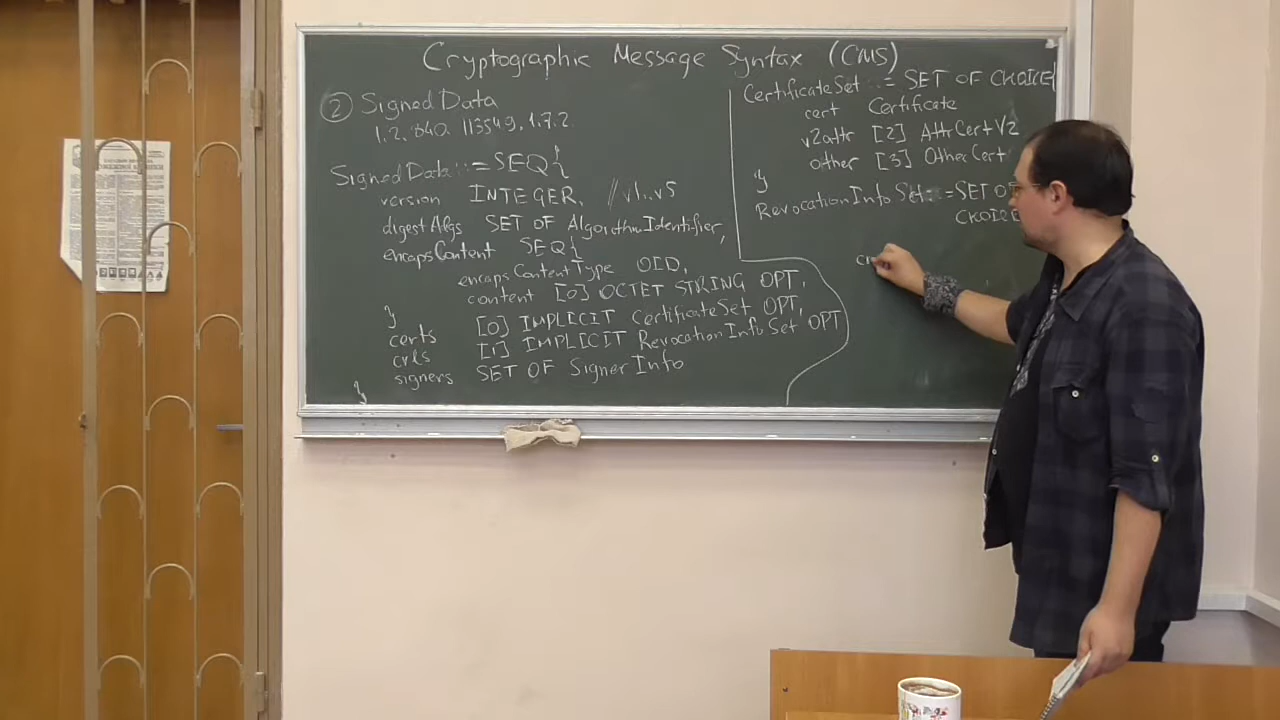 Cryptographic Message Syntax (CMS)
② Signed Data
1.2.840.113549.1.7.2
SignedData ::= SEQ{
version INTEGER, //v1..v5
digestAlgs SET OF AlgorithmIdentifier,
encapsContent SEQ{
encapsContentType OID,
content [0] OCTET STRING OPT,
}
certs [0] IMPLICIT CertificateSet OPT,
crls [1] IMPLICIT RevocationInfoSet OPT
signers SET OF SignerInfo
}
CertificateSet ::= SET OF CHOICE{
cert Certificate
v2attr [2] AttrCertV2
other [3] OtherCert
}
RevocationInfoSet ::= SET OF
CHOICE